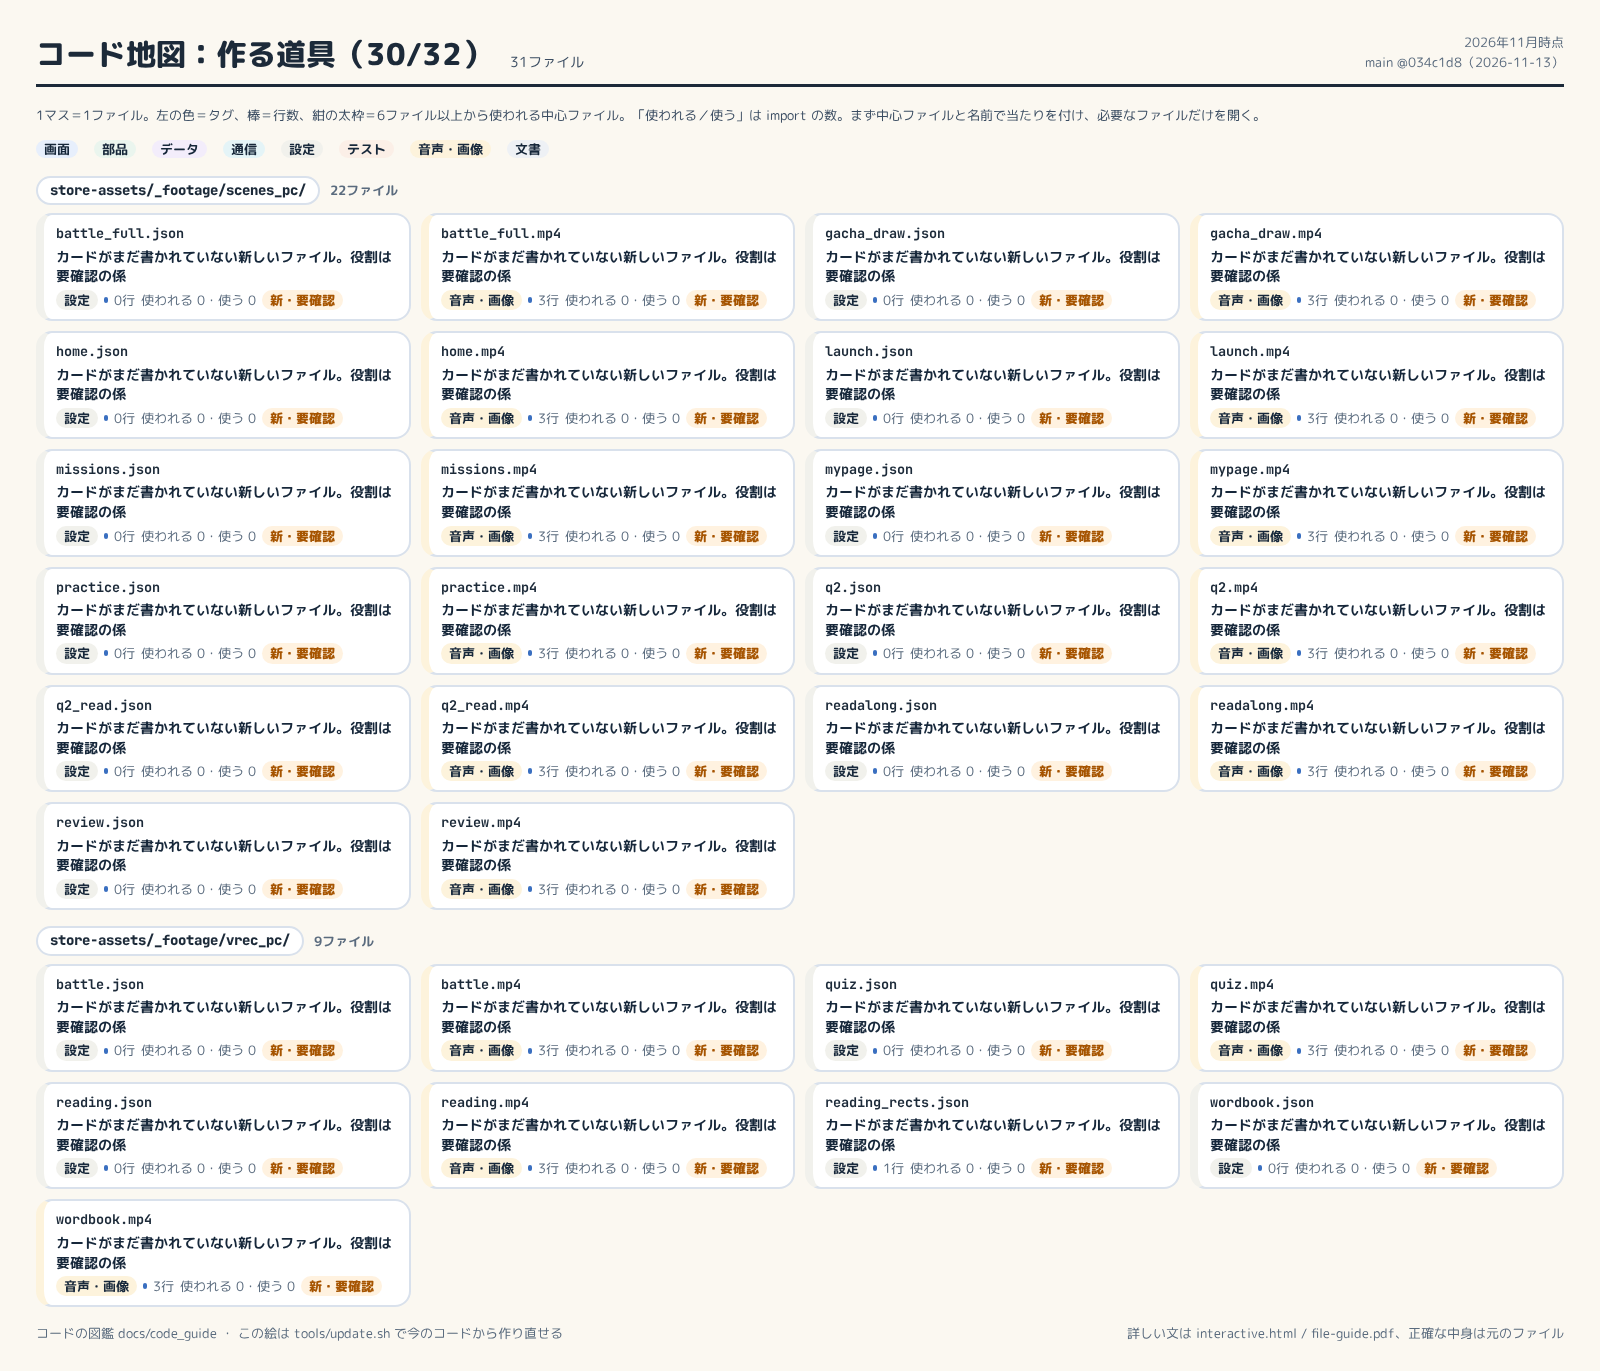 コード地図：作る道具（30/32） 31ファイル
2026年11月時点
main @034c1d8（2026-11-13）
1マス＝1ファイル。左の色＝タグ、棒＝行数、紺の太枠＝6ファイル以上から使われる中心ファイル。「使われる／使う」は import の数。まず中心ファイルと名前で当たりを付け、必要なファイルだけを開く。
画面 部品 データ 通信 設定 テスト 音声・画像 文書
store-assets/_footage/scenes_pc/ 22ファイル
battle_full.json
カードがまだ書かれていない新しいファイル。役割は
要確認の係
設定 0行 使われる 0 · 使う 0 新・要確認
battle_full.mp4
カードがまだ書かれていない新しいファイル。役割は
要確認の係
音声・画像 3行 使われる 0 · 使う 0 新・要確認
gacha_draw.json
カードがまだ書かれていない新しいファイル。役割は
要確認の係
設定 0行 使われる 0 · 使う 0 新・要確認
gacha_draw.mp4
カードがまだ書かれていない新しいファイル。役割は
要確認の係
音声・画像 3行 使われる 0 · 使う 0 新・要確認
home.json
カードがまだ書かれていない新しいファイル。役割は
要確認の係
設定 0行 使われる 0 · 使う 0 新・要確認
home.mp4
カードがまだ書かれていない新しいファイル。役割は
要確認の係
音声・画像 3行 使われる 0 · 使う 0 新・要確認
launch.json
カードがまだ書かれていない新しいファイル。役割は
要確認の係
設定 0行 使われる 0 · 使う 0 新・要確認
launch.mp4
カードがまだ書かれていない新しいファイル。役割は
要確認の係
音声・画像 3行 使われる 0 · 使う 0 新・要確認
missions.json
カードがまだ書かれていない新しいファイル。役割は
要確認の係
設定 0行 使われる 0 · 使う 0 新・要確認
missions.mp4
カードがまだ書かれていない新しいファイル。役割は
要確認の係
音声・画像 3行 使われる 0 · 使う 0 新・要確認
mypage.json
カードがまだ書かれていない新しいファイル。役割は
要確認の係
設定 0行 使われる 0 · 使う 0 新・要確認
mypage.mp4
カードがまだ書かれていない新しいファイル。役割は
要確認の係
音声・画像 3行 使われる 0 · 使う 0 新・要確認
practice.json
カードがまだ書かれていない新しいファイル。役割は
要確認の係
設定 0行 使われる 0 · 使う 0 新・要確認
practice.mp4
カードがまだ書かれていない新しいファイル。役割は
要確認の係
音声・画像 3行 使われる 0 · 使う 0 新・要確認
q2.json
カードがまだ書かれていない新しいファイル。役割は
要確認の係
設定 0行 使われる 0 · 使う 0 新・要確認
q2.mp4
カードがまだ書かれていない新しいファイル。役割は
要確認の係
音声・画像 3行 使われる 0 · 使う 0 新・要確認
q2_read.json
カードがまだ書かれていない新しいファイル。役割は
要確認の係
設定 0行 使われる 0 · 使う 0 新・要確認
q2_read.mp4
カードがまだ書かれていない新しいファイル。役割は
要確認の係
音声・画像 3行 使われる 0 · 使う 0 新・要確認
readalong.json
カードがまだ書かれていない新しいファイル。役割は
要確認の係
設定 0行 使われる 0 · 使う 0 新・要確認
readalong.mp4
カードがまだ書かれていない新しいファイル。役割は
要確認の係
音声・画像 3行 使われる 0 · 使う 0 新・要確認
review.json
カードがまだ書かれていない新しいファイル。役割は
要確認の係
設定 0行 使われる 0 · 使う 0 新・要確認
review.mp4
カードがまだ書かれていない新しいファイル。役割は
要確認の係
音声・画像 3行 使われる 0 · 使う 0 新・要確認
store-assets/_footage/vrec_pc/ 9ファイル
battle.json
カードがまだ書かれていない新しいファイル。役割は
要確認の係
設定 0行 使われる 0 · 使う 0 新・要確認
battle.mp4
カードがまだ書かれていない新しいファイル。役割は
要確認の係
音声・画像 3行 使われる 0 · 使う 0 新・要確認
quiz.json
カードがまだ書かれていない新しいファイル。役割は
要確認の係
設定 0行 使われる 0 · 使う 0 新・要確認
quiz.mp4
カードがまだ書かれていない新しいファイル。役割は
要確認の係
音声・画像 3行 使われる 0 · 使う 0 新・要確認
reading.json
カードがまだ書かれていない新しいファイル。役割は
要確認の係
設定 0行 使われる 0 · 使う 0 新・要確認
reading.mp4
カードがまだ書かれていない新しいファイル。役割は
要確認の係
音声・画像 3行 使われる 0 · 使う 0 新・要確認
reading_rects.json
カードがまだ書かれていない新しいファイル。役割は
要確認の係
設定 1行 使われる 0 · 使う 0 新・要確認
wordbook.json
カードがまだ書かれていない新しいファイル。役割は
要確認の係
設定 0行 使われる 0 · 使う 0 新・要確認
wordbook.mp4
カードがまだ書かれていない新しいファイル。役割は
要確認の係
音声・画像 3行 使われる 0 · 使う 0 新・要確認
コードの図鑑 docs/code_guide · この絵は tools/update.sh で今のコードから作り直せる
詳しい文は interactive.html / file-guide.pdf、正確な中身は元のファイル